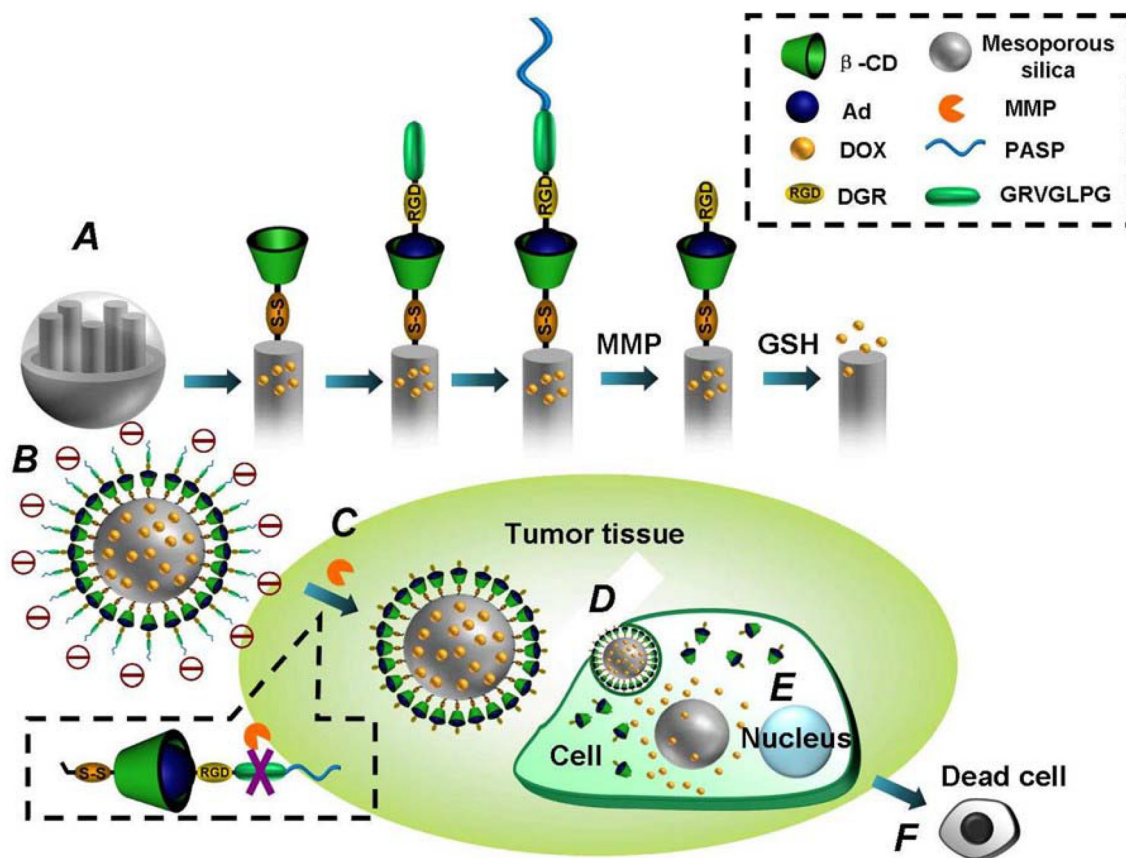 β-CD
Mesoporous
silica
Ad
MMP
DOX
PASP
RGD
DGR
GRVGLPG
A
S-S
RGD
S-S
RGD
S-S
MMP
RGD
S-S
GSH
B
C
Tumor tissue
D
E
Nucleus
Cell
S-S
RGD
Dead cell
F